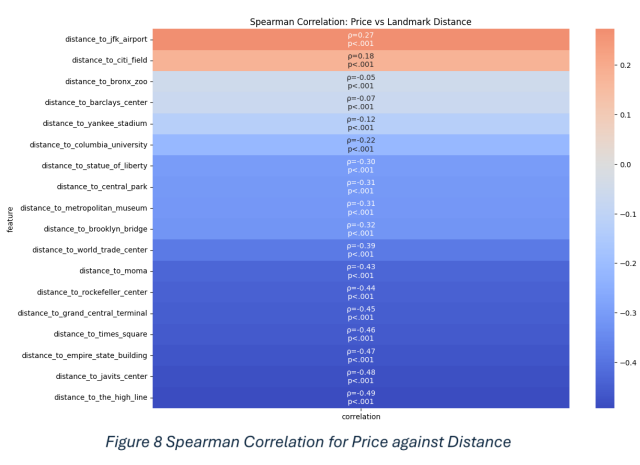 Spearman Correlation: Price vs Landmark Distance
distance_to_jfk_airport
ρ=0.27
p<.001
distance_to_citi_field
ρ=0.18
p<.001
distance_to_bronx_zoo
ρ=-0.05
p<.001
distance_to_barclays_center
ρ=-0.07
p<.001
distance_to_yankee_stadium
ρ=-0.12
p<.001
distance_to_columbia_university
ρ=-0.22
p<.001
distance_to_statue_of_liberty
ρ=-0.30
p<.001
distance_to_central_park
ρ=-0.31
p<.001
distance_to_metropolitan_museum
ρ=-0.31
p<.001
distance_to_brooklyn_bridge
ρ=-0.32
p<.001
distance_to_world_trade_center
ρ=-0.39
p<.001
distance_to_moma
ρ=-0.43
p<.001
distance_to_rockefeller_center
ρ=-0.44
p<.001
distance_to_grand_central_terminal
ρ=-0.45
p<.001
distance_to_times_square
ρ=-0.46
p<.001
distance_to_empire_state_building
ρ=-0.47
p<.001
distance_to_javits_center
ρ=-0.48
p<.001
distance_to_the_high_line
ρ=-0.49
p<.001
feature
correlation
0.2
0.1
0.0
−0.1
−0.2
−0.3
−0.4
Figure 8 Spearman Correlation for Price against Distance